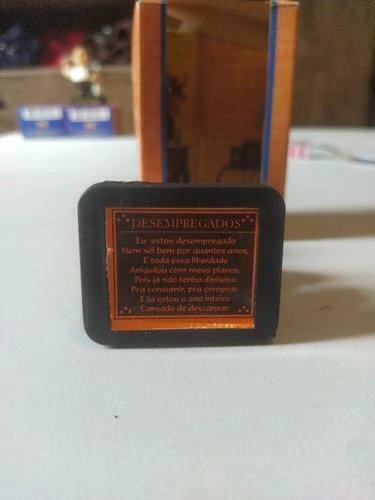 DESEMPREGADOS
Eu estou desempregado
Nem sei bem por quantos anos,
E toda essa liberdade
Aniquilou com meus planos,
Pois já não tenho dinheiro
Pra consumir, pra comprar.
E já estou o ano inteiro
Cansado de descansar.